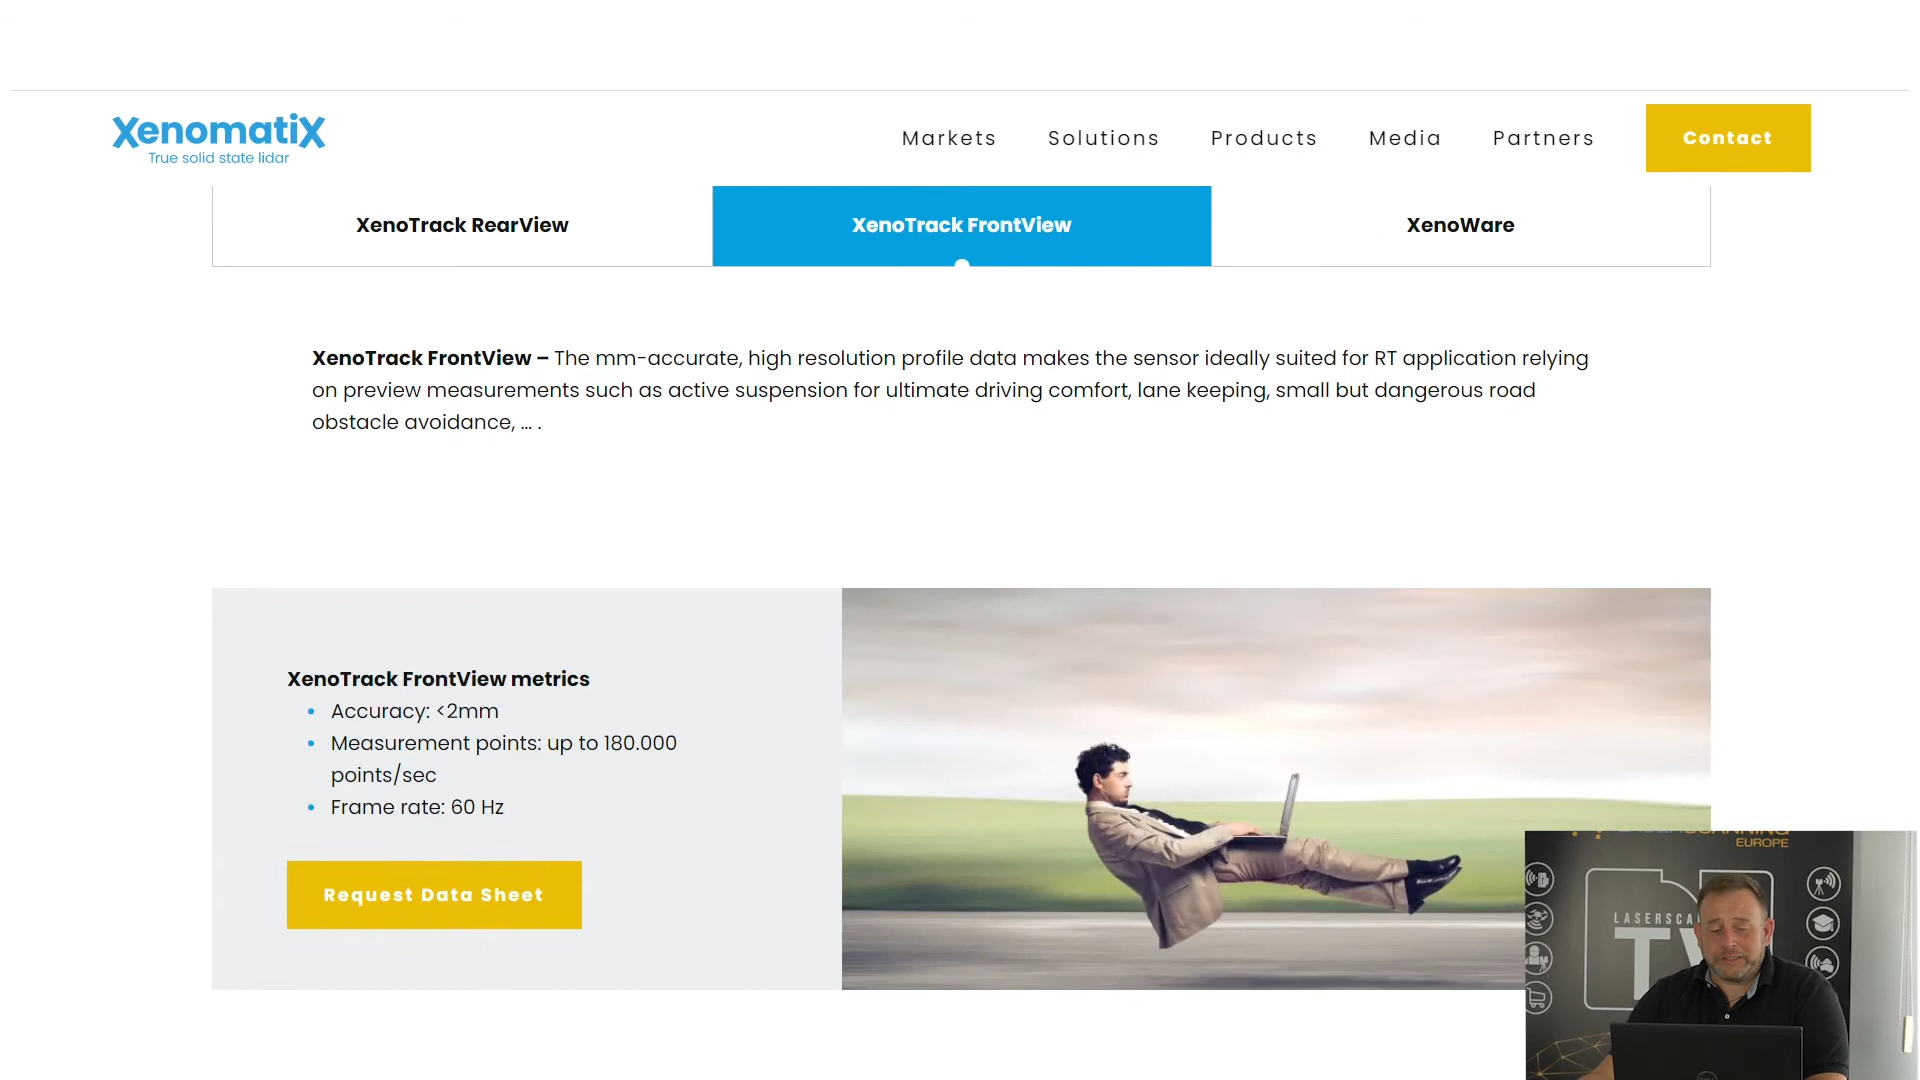 XenomatiX
True solid state lidar
Markets
Solutions
Products
Media
Partners
Contact
XenoTrack RearView
XenoTrack FrontView
XenoWare
XenoTrack FrontView – The mm-accurate, high resolution profile data makes the sensor ideally suited for RT application relying
on preview measurements such as active suspension for ultimate driving comfort, lane keeping, small but dangerous road
obstacle avoidance, ... .
XenoTrack FrontView metrics
• Accuracy: <2mm
• Measurement points: up to 180.000
points/sec
• Frame rate: 60 Hz
Request Data Sheet
EUROPE
LASERSCA
TV